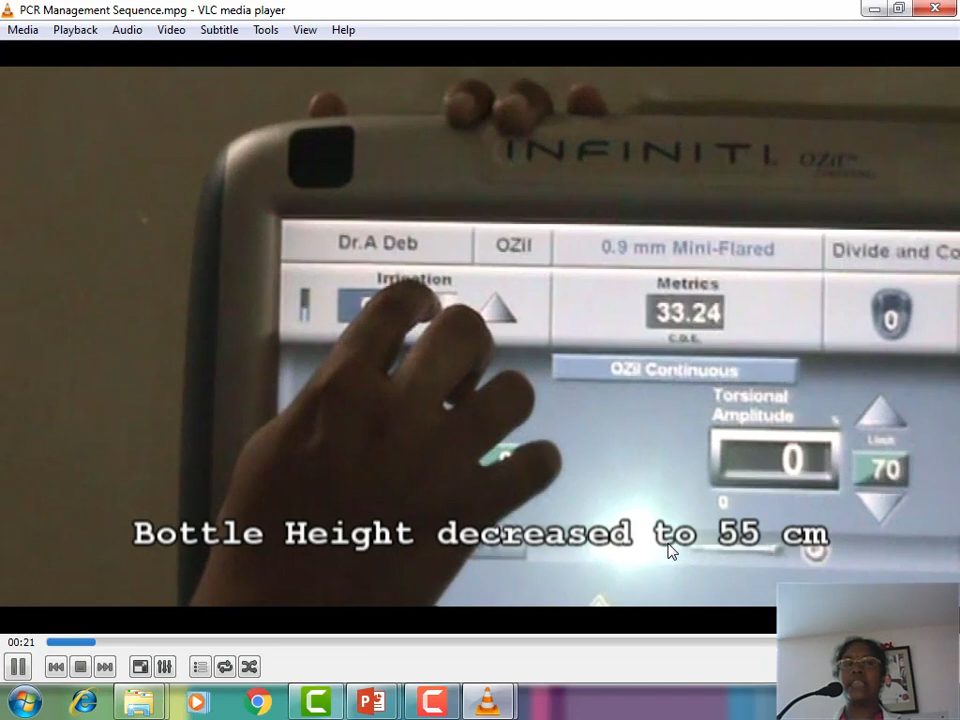 PCR Management Sequence.mpg - VLC media player
Media Playback Audio Video Subtitle Tools View Help
INFINITI. OZil™
Dr.A Deb OZil 0.9 mm Mini-Flared Divide and Co
Irrigation Metrics
33.24 0
C.D.E.
OZil Continuous
Torsional
Amplitude %
Limit
0 70
0
Bottle Height decreased to 55 cm
00:21